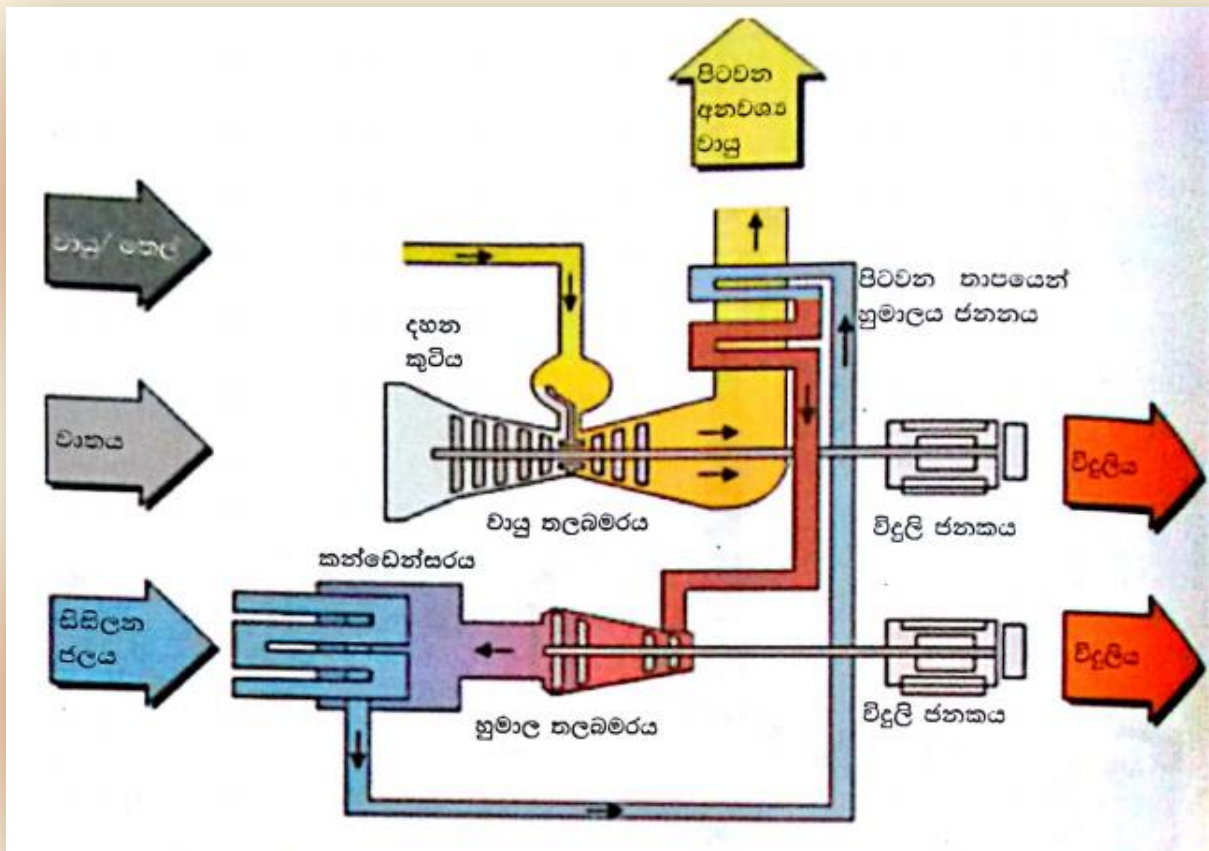 පිටවන
අනවශ්‍ය
වායු
වායු/ තෙල්
පිටවන තාපයෙන්
හුමාලය ජනනය
දහන
කුටිය
වාතය
විදුලිය
වායු තලබමරය
විදුලි ජනකය
කන්ඩෙන්සරය
සිසිලන
ජලය
විදුලිය
හුමාල තලබමරය
විදුලි ජනකය